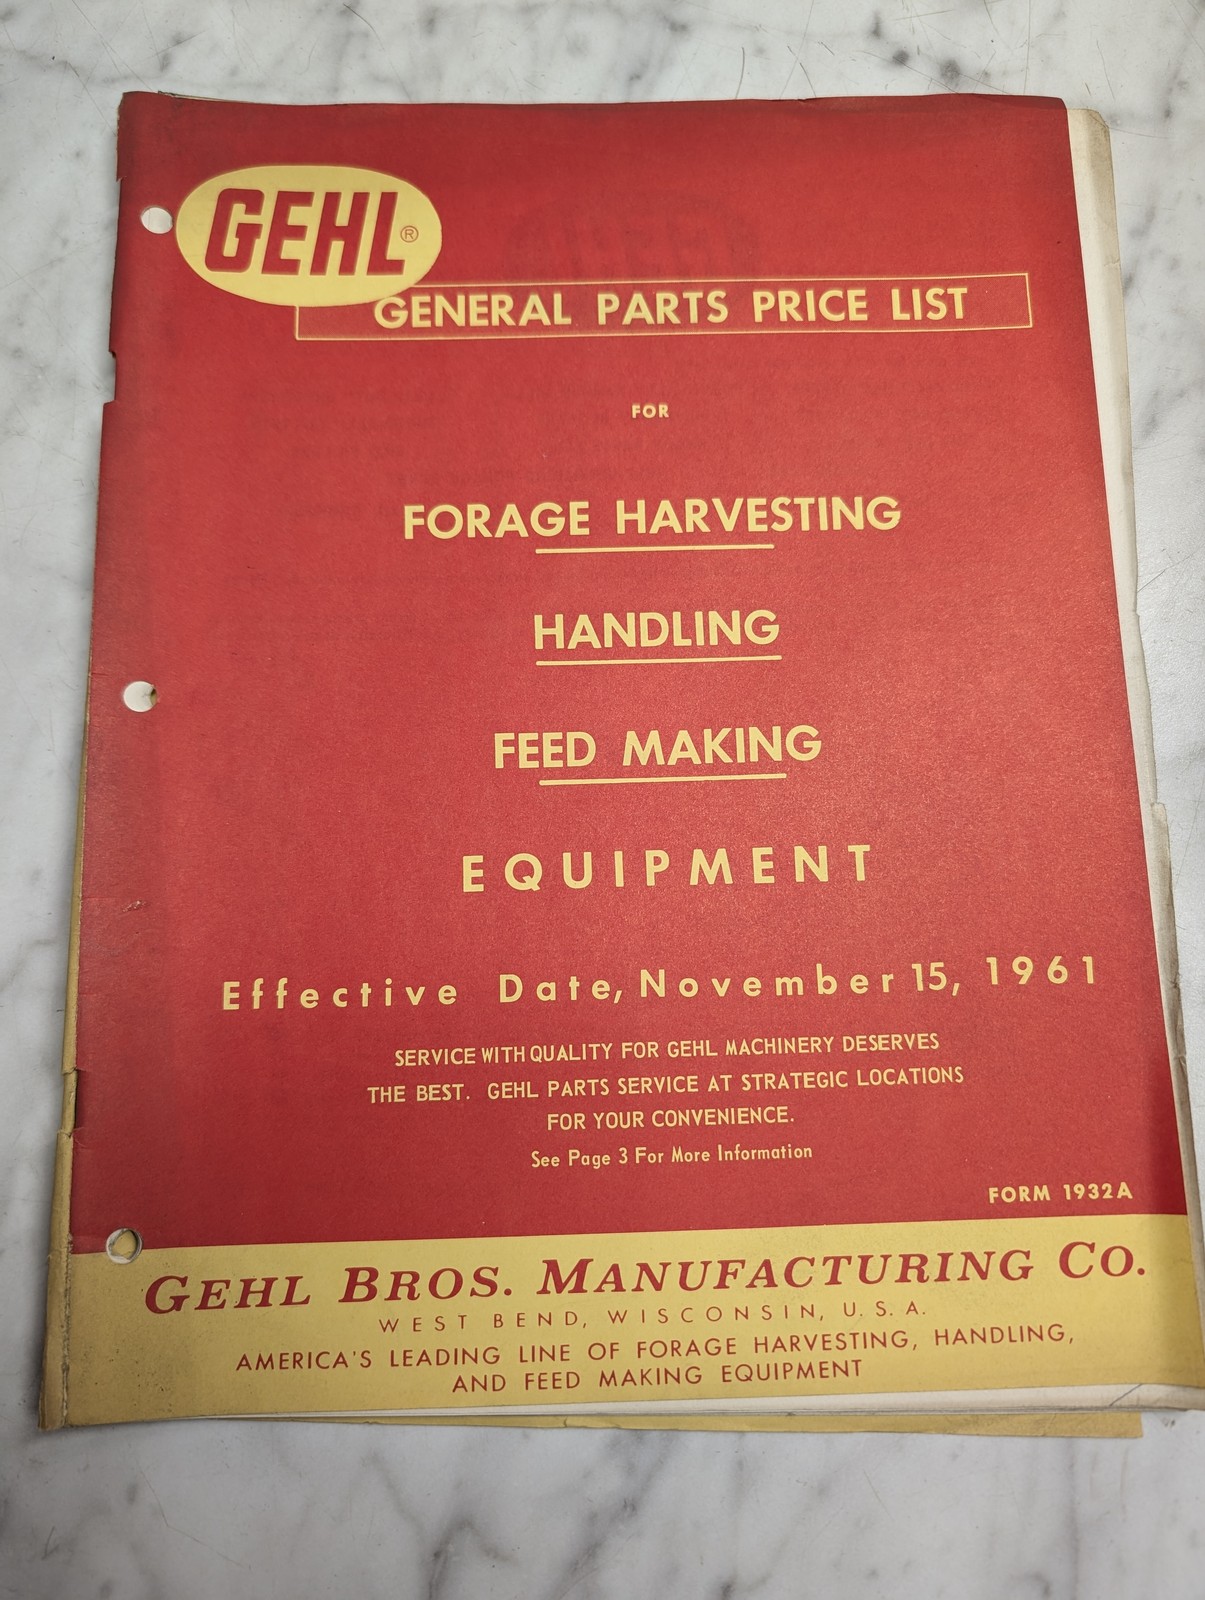 GEHL®
GENERAL PARTS PRICE LIST
FOR
FORAGE HARVESTING
HANDLING
FEED MAKING
EQUIPMENT
Effective Date, November 15, 1961
SERVICE WITH QUALITY FOR GEHL MACHINERY DESERVES
THE BEST. GEHL PARTS SERVICE AT STRATEGIC LOCATIONS
FOR YOUR CONVENIENCE.
See Page 3 For More Information
FORM 1932A
GEHL BROS. MANUFACTURING CO.
WEST BEND, WISCONSIN, U.S.A.
AMERICA'S LEADING LINE OF FORAGE HARVESTING, HANDLING,
AND FEED MAKING EQUIPMENT